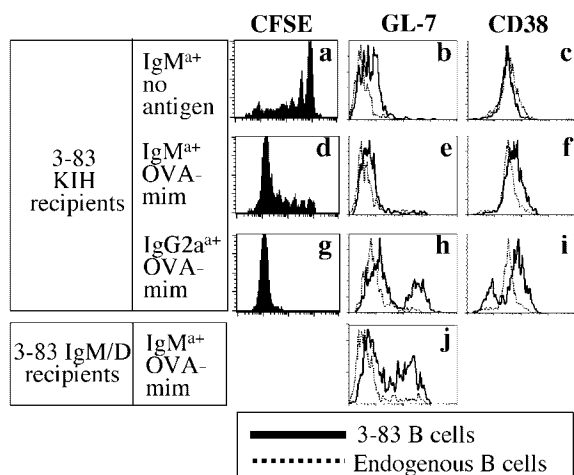 CFSE GL-7 CD38
3-83
KIH
recipients
IgMᵃ⁺
no
antigen
a b c
IgMᵃ⁺
OVA-
mim
d e f
IgG2aᵃ⁺
OVA-
mim
g h i
3-83 IgM/D
recipients
IgMᵃ⁺
OVA-
mim
j
3-83 B cells
Endogenous B cells